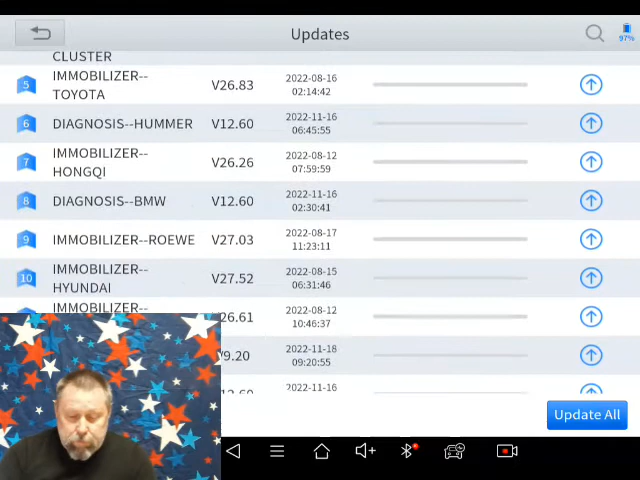 Updates
97%
CLUSTER
5 IMMOBILIZER-- TOYOTA V26.83 2022-08-16 02:14:42
6 DIAGNOSIS--HUMMER V12.60 2022-11-16 06:45:55
7 IMMOBILIZER-- HONGQI V26.26 2022-08-12 07:59:59
8 DIAGNOSIS--BMW V12.60 2022-11-16 02:30:41
9 IMMOBILIZER--ROEWE V27.03 2022-08-17 11:23:11
10 IMMOBILIZER-- HYUNDAI V27.52 2022-08-15 06:31:46
IMMOBILIZER-- 26.61 2022-08-12 10:46:37
9.20 2022-11-18 09:20:55
12.60 2022-11-16
Update All